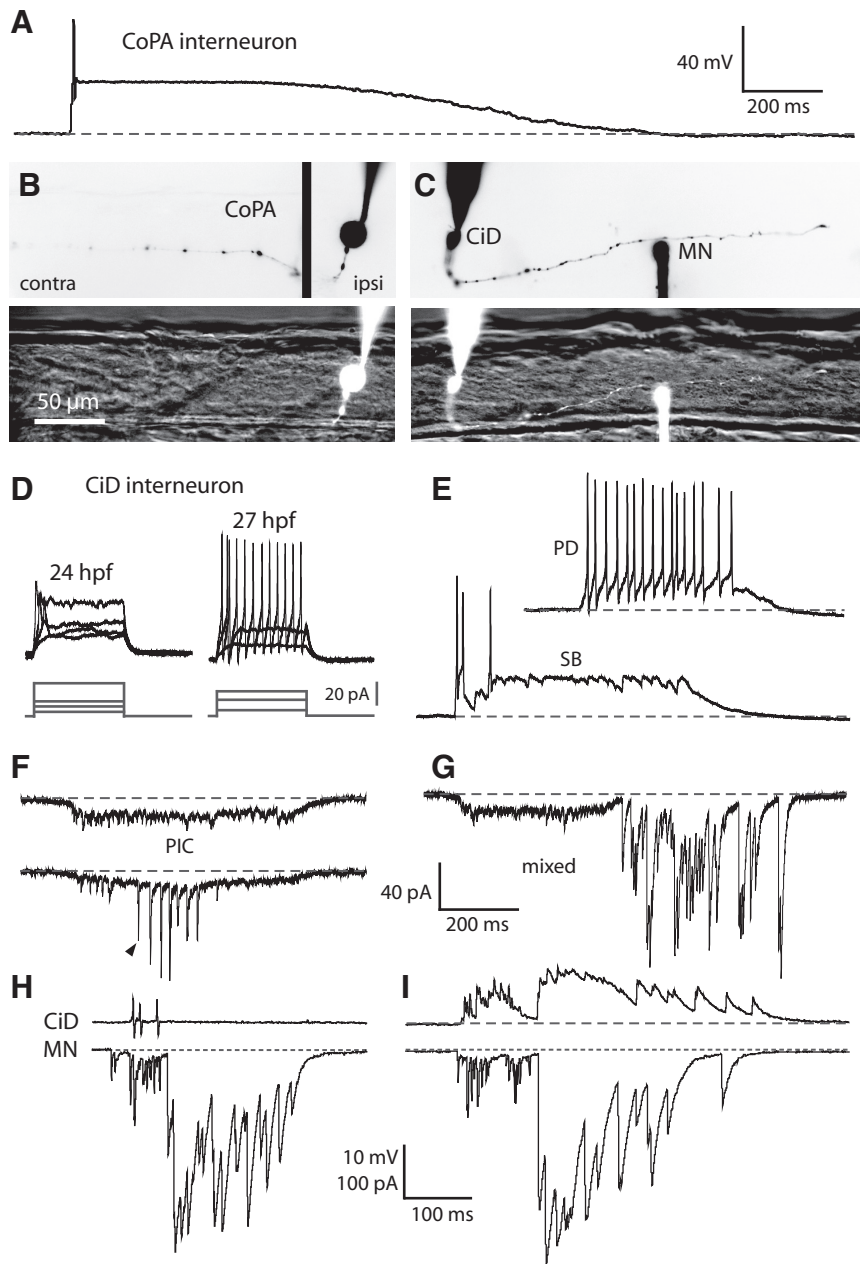 A
CoPA interneuron
40 mV
200 ms
B
CoPA
contra
ipsi
C
CiD
MN
50 µm
D
CiD interneuron
24 hpf
27 hpf
20 pA
E
PD
SB
F
PIC
G
mixed
40 pA
200 ms
H
CiD
MN
I
10 mV
100 pA
100 ms